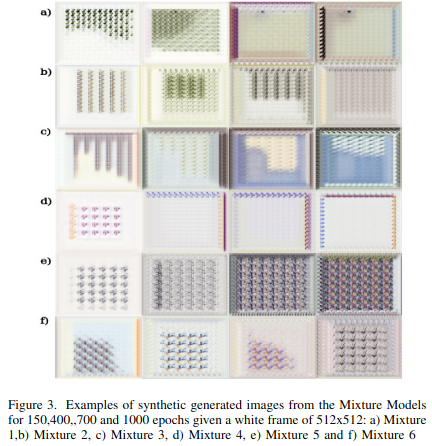 a)
b)
c)
d)
e)
f)
Figure 3. Examples of synthetic generated images from the Mixture Models
for 150,400,,700 and 1000 epochs given a white frame of 512x512: a) Mixture
1,b) Mixture 2, c) Mixture 3, d) Mixture 4, e) Mixture 5 and f) Mixture 6